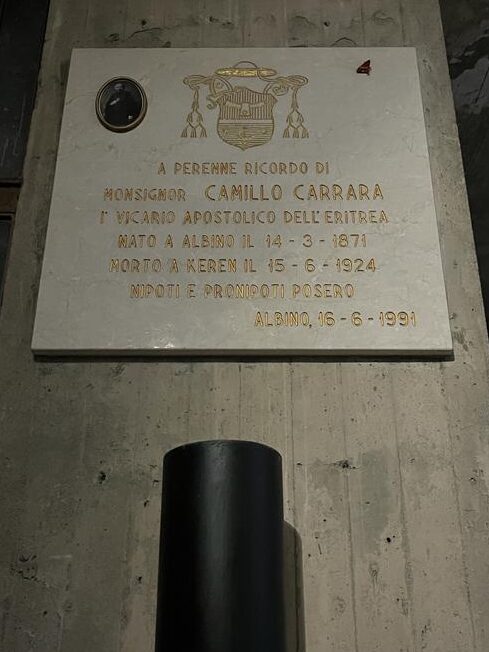 A PERENNE RICORDO DI
MONSIGNOR CAMILLO CARRARA
1° VICARIO APOSTOLICO DELL'ERITREA
NATO A ALBINO IL 14 - 3 - 1871
MORTO A KEREN IL 15 - 6 - 1924
NIPOTI E PRONIPOTI POSERO
ALBINO, 16 - 6 - 1991